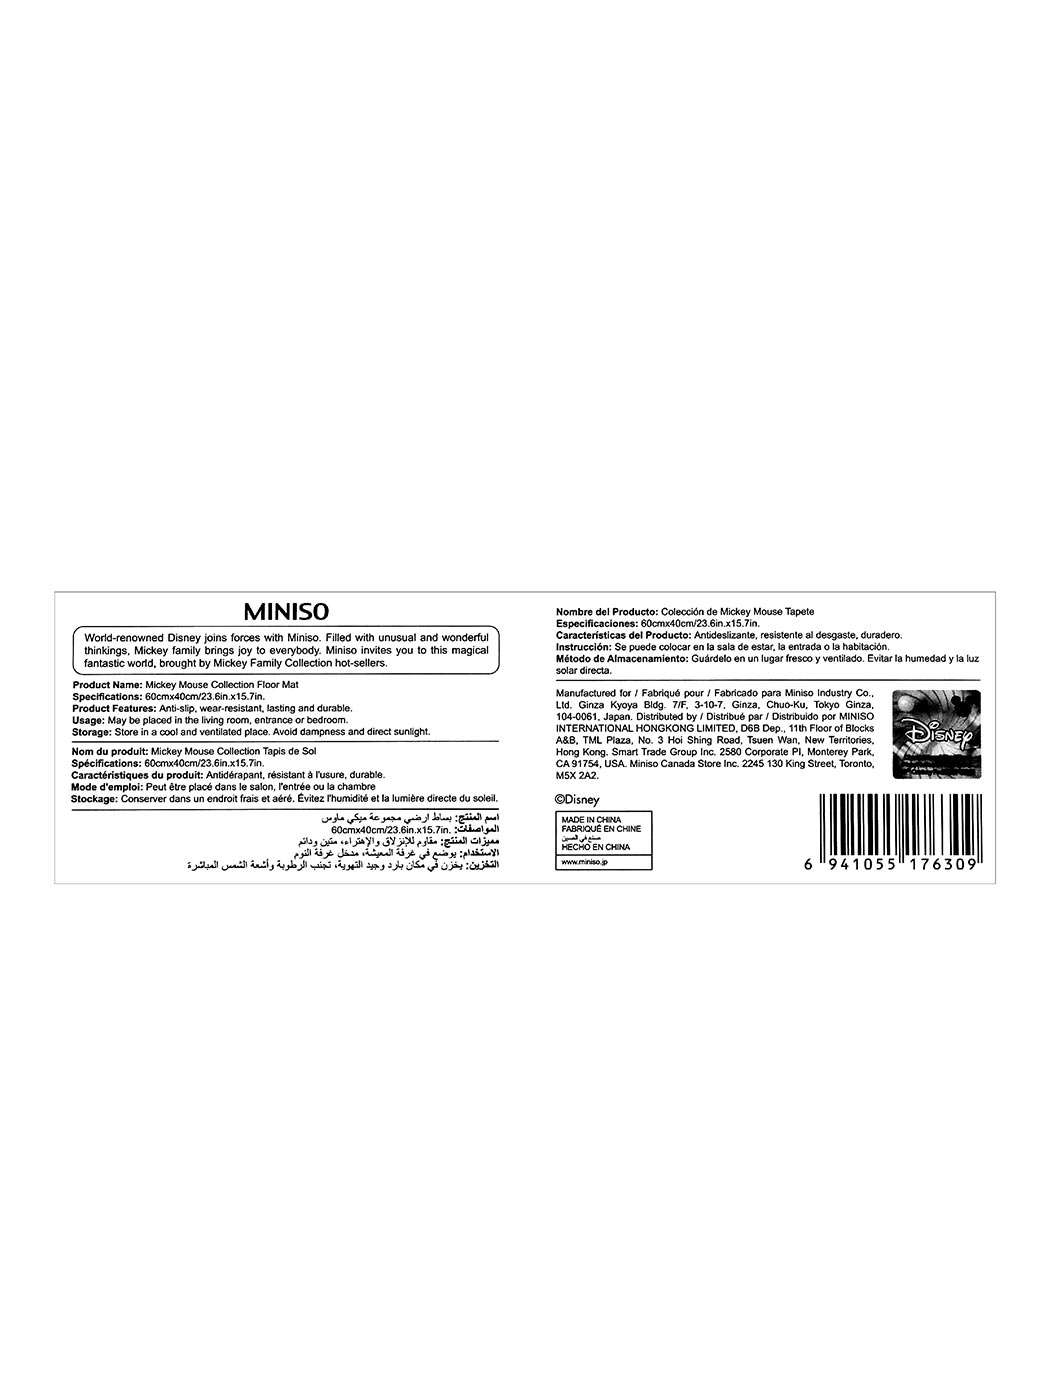 MINISO
World-renowned Disney joins forces with Miniso. Filled with unusual and wonderful
thinkings, Mickey family brings joy to everybody. Miniso invites you to this magical
fantastic world, brought by Mickey Family Collection hot-sellers.
Product Name: Mickey Mouse Collection Floor Mat
Specifications: 60cmx40cm/23.6in.x15.7in.
Product Features: Anti-slip, wear-resistant, lasting and durable.
Usage: May be placed in the living room, entrance or bedroom.
Storage: Store in a cool and ventilated place. Avoid dampness and direct sunlight.
Nom du produit: Mickey Mouse Collection Tapis de Sol
Spécifications: 60cmx40cm/23.6in.x15.7in.
Caractéristiques du produit: Antidérapant, résistant à l'usure, durable.
Mode d'emploi: Peut être placé dans le salon, l'entrée ou la chambre
Stockage: Conserver dans un endroit frais et aéré. Évitez l'humidité et la lumière directe du soleil.
اسم المنتج: بساط ارضي مجموعة ميكي ماوس
المواصفات: .60cmx40cm/23.6in.x15.7in
مميزات المنتج: مقاوم للإنزلاق والإهتراء، متين ودائم
الاستخدام: يوضع في غرفة المعيشة، مدخل غرفة النوم
التخزين: يخزن في مكان بارد وجيد التهوية، تجنب الرطوبة وأشعة الشمس المباشرة
Nombre del Producto: Colección de Mickey Mouse Tapete
Especificaciones: 60cmx40cm/23.6in.x15.7in.
Características del Producto: Antideslizante, resistente al desgaste, duradero.
Instrucción: Se puede colocar en la sala de estar, la entrada o la habitación.
Método de Almacenamiento: Guárdelo en un lugar fresco y ventilado. Evitar la humedad y la luz
solar directa.
Manufactured for / Fabriqué pour / Fabricado para Miniso Industry Co.,
Ltd. Ginza Kyoya Bldg. 7/F, 3-10-7, Ginza, Chuo-Ku, Tokyo Ginza,
104-0061, Japan. Distributed by / Distribué par / Distribuido por MINISO
INTERNATIONAL HONGKONG LIMITED, D6B Dep., 11th Floor of Blocks
A&B, TML Plaza, No. 3 Hoi Shing Road, Tsuen Wan, New Territories,
Hong Kong. Smart Trade Group Inc. 2580 Corporate Pl, Monterey Park,
CA 91754, USA. Miniso Canada Store Inc. 2245 130 King Street, Toronto,
M5X 2A2.
Disney
©Disney
MADE IN CHINA
FABRIQUÉ EN CHINE
صنع في الصين
HECHO EN CHINA
www.miniso.jp
6 941055 176309